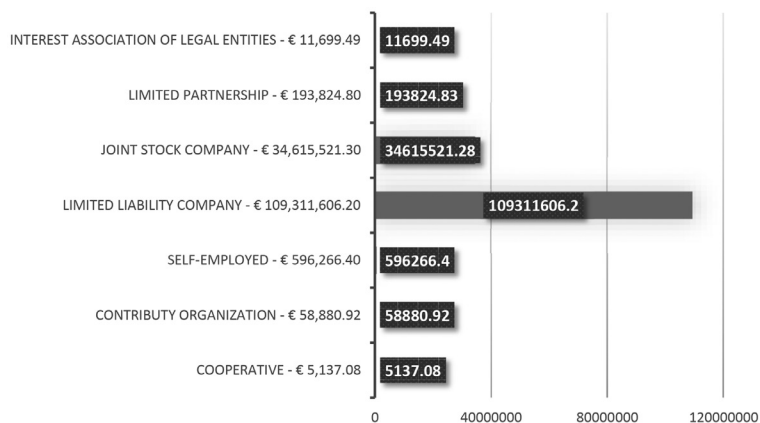 INTEREST ASSOCIATION OF LEGAL ENTITIES - € 11,699.49
11699.49
LIMITED PARTNERSHIP - € 193,824.80
193824.83
JOINT STOCK COMPANY - € 34,615,521.30
34615521.28
LIMITED LIABILITY COMPANY - € 109,311,606.20
109311606.2
SELF-EMPLOYED - € 596,266.40
596266.4
CONTRIBUTY ORGANIZATION - € 58,880.92
58880.92
COOPERATIVE - € 5,137.08
5137.08
0 40000000 80000000 120000000